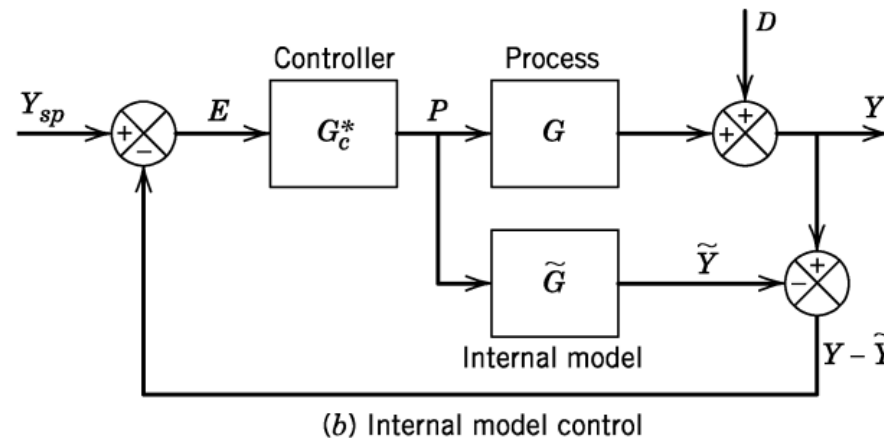 Controller Process D
Y_sp + − E G_c^* P G + + Y
G̃ Ỹ − +
Internal model Y − Ỹ
(b) Internal model control